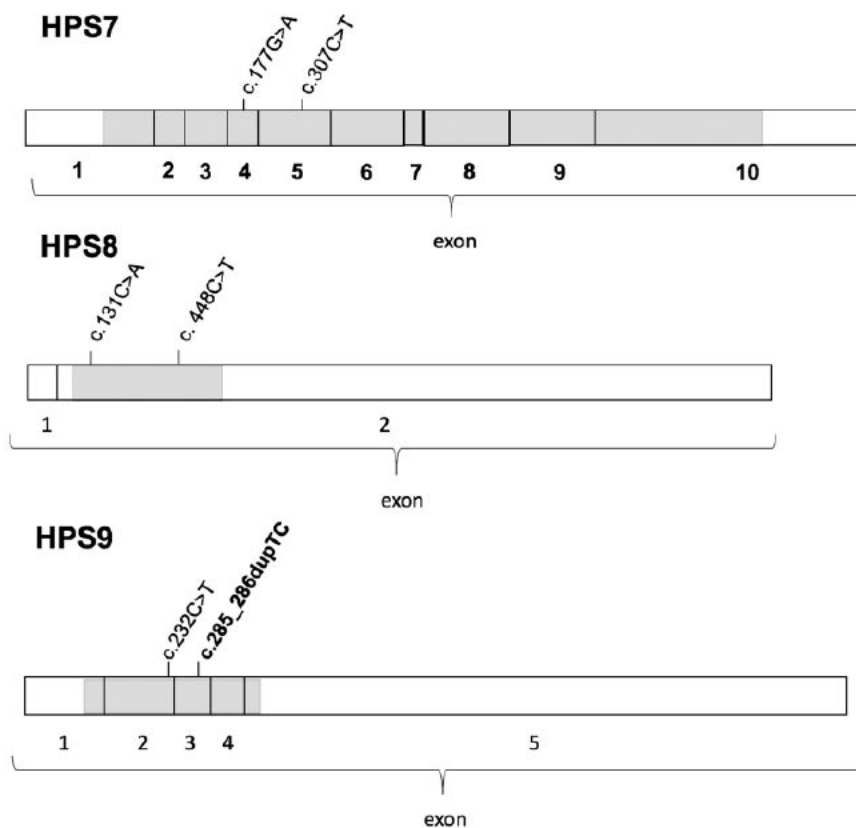 HPS7
c.177G>A
c.307C>T
1 2 3 4 5 6 7 8 9 10
exon
HPS8
c.131C>A
c. 448C>T
1 2
exon
HPS9
c.232C>T
c.285_286dupTC
1 2 3 4 5
exon